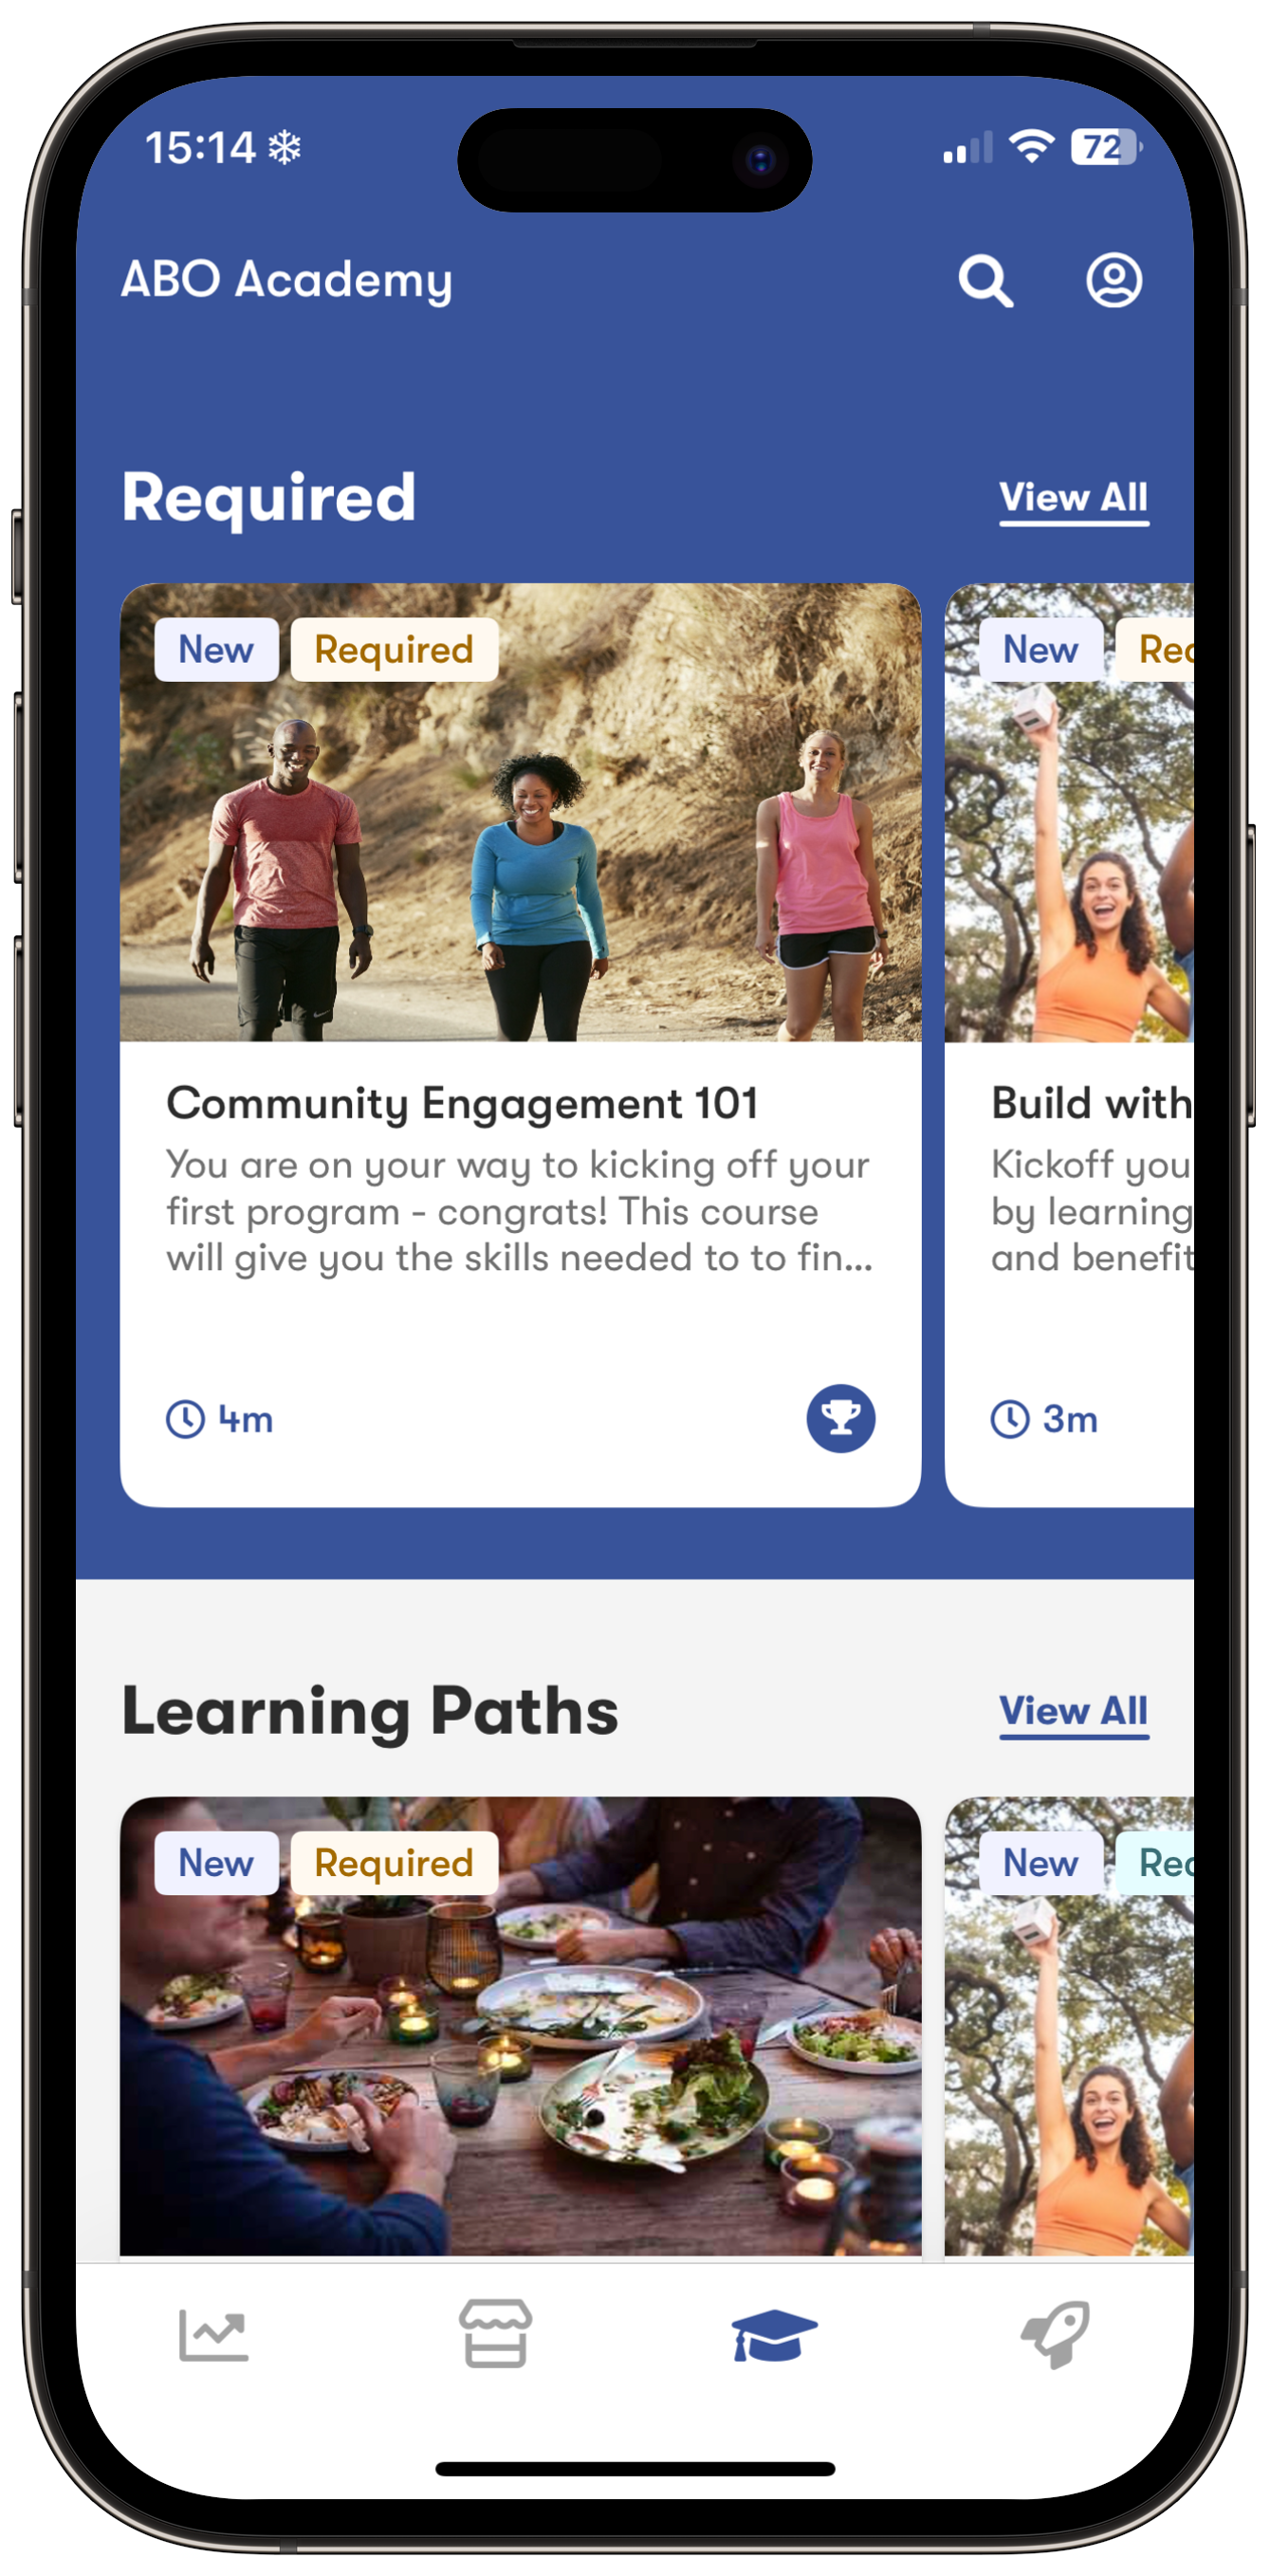 15:14
72
ABO Academy
Required
View All
New
Required
New
Community Engagement 101
You are on your way to kicking off your
first program - congrats! This course
will give you the skills needed to to fin...
4m
Build with
Kickoff you
by learning
and benefit
3m
Learning Paths
View All
New
Required
New